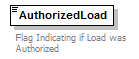 AuthorizedLoad
Flag Indicating if Load was
Authorized